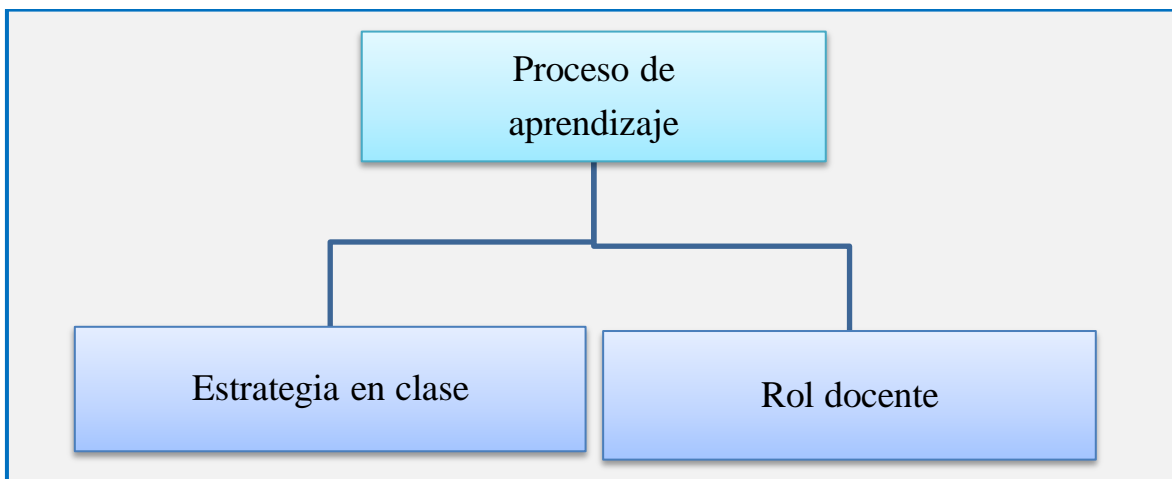 Proceso de
aprendizaje
Estrategia en clase
Rol docente